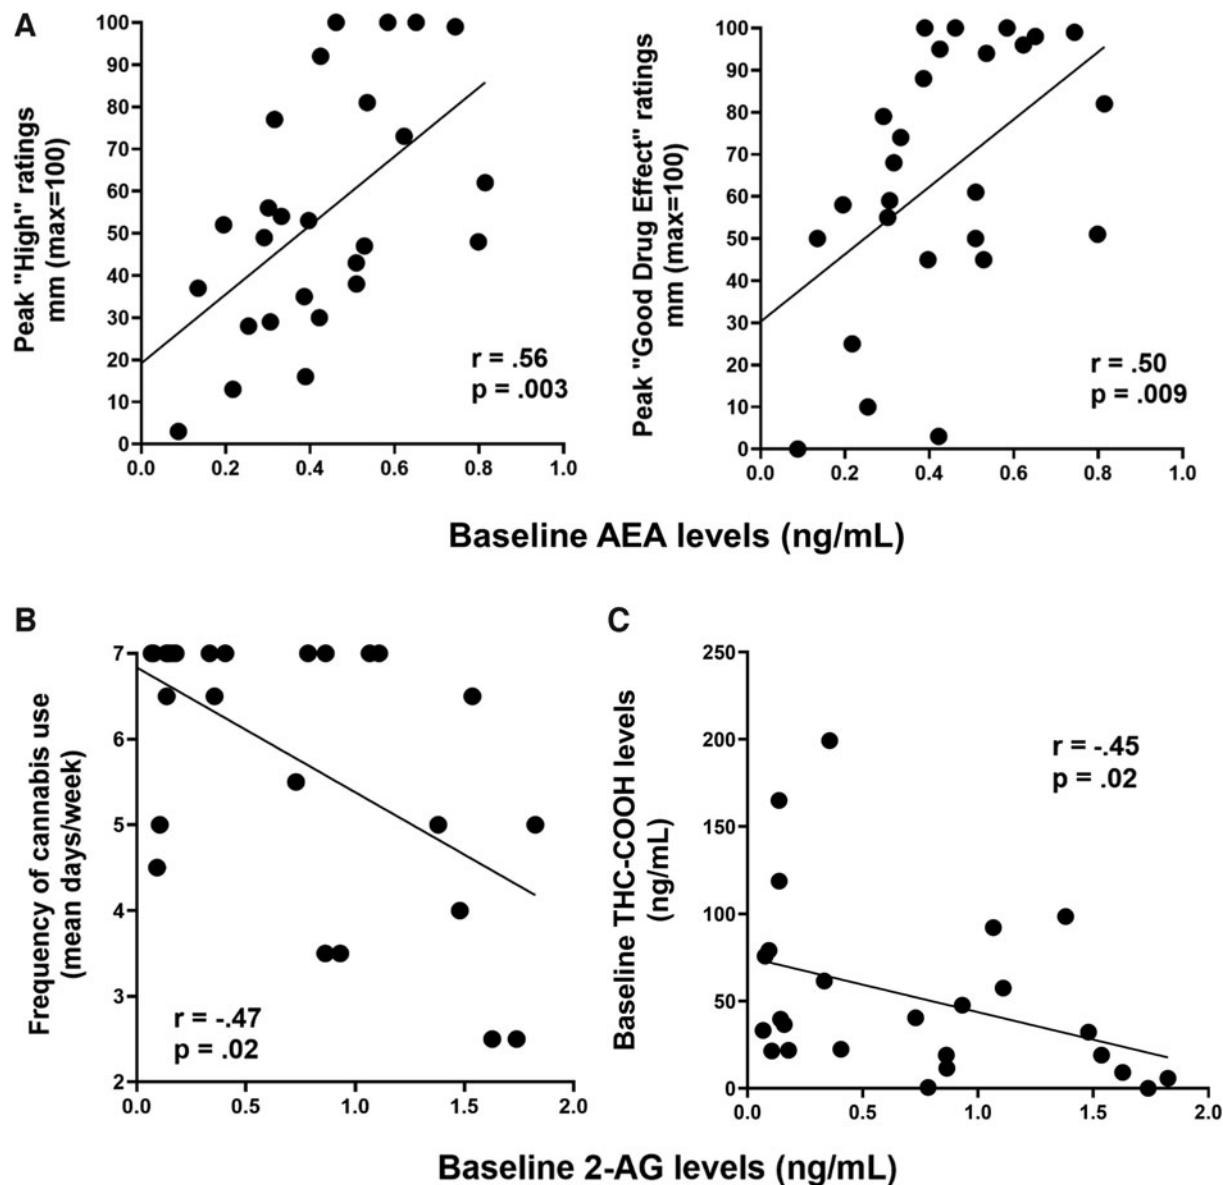 A
Peak "High" ratings
mm (max=100)
100
90
80
70
60
50
40
30
20
10
0
0.0 0.2 0.4 0.6 0.8 1.0
r = .56
p = .003
Peak "Good Drug Effect" ratings
mm (max=100)
100
90
80
70
60
50
40
30
20
10
0
0.0 0.2 0.4 0.6 0.8 1.0
r = .50
p = .009
Baseline AEA levels (ng/mL)
B
Frequency of cannabis use
(mean days/week)
7
6
5
4
3
2
0.0 0.5 1.0 1.5 2.0
r = -.47
p = .02
C
Baseline THC-COOH levels
(ng/mL)
250
200
150
100
50
0
0.0 0.5 1.0 1.5 2.0
r = -.45
p = .02
Baseline 2-AG levels (ng/mL)